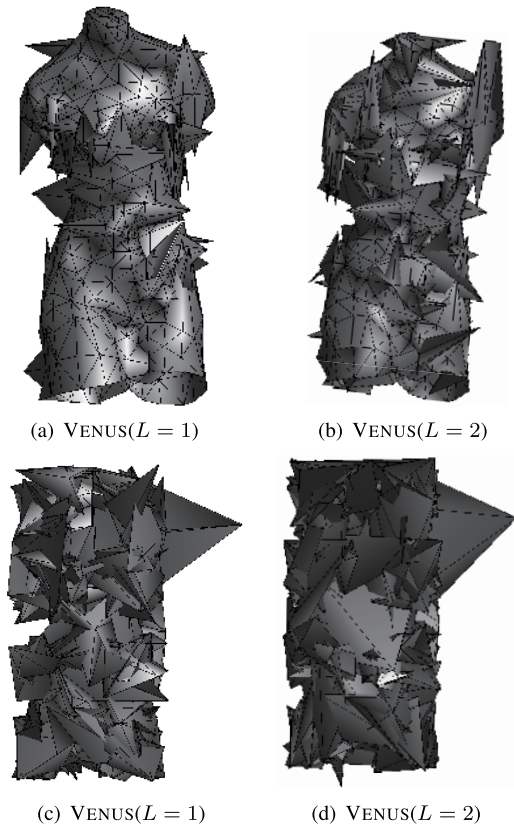 (a) VENUS(L = 1)
(b) VENUS(L = 2)
(c) VENUS(L = 1)
(d) VENUS(L = 2)